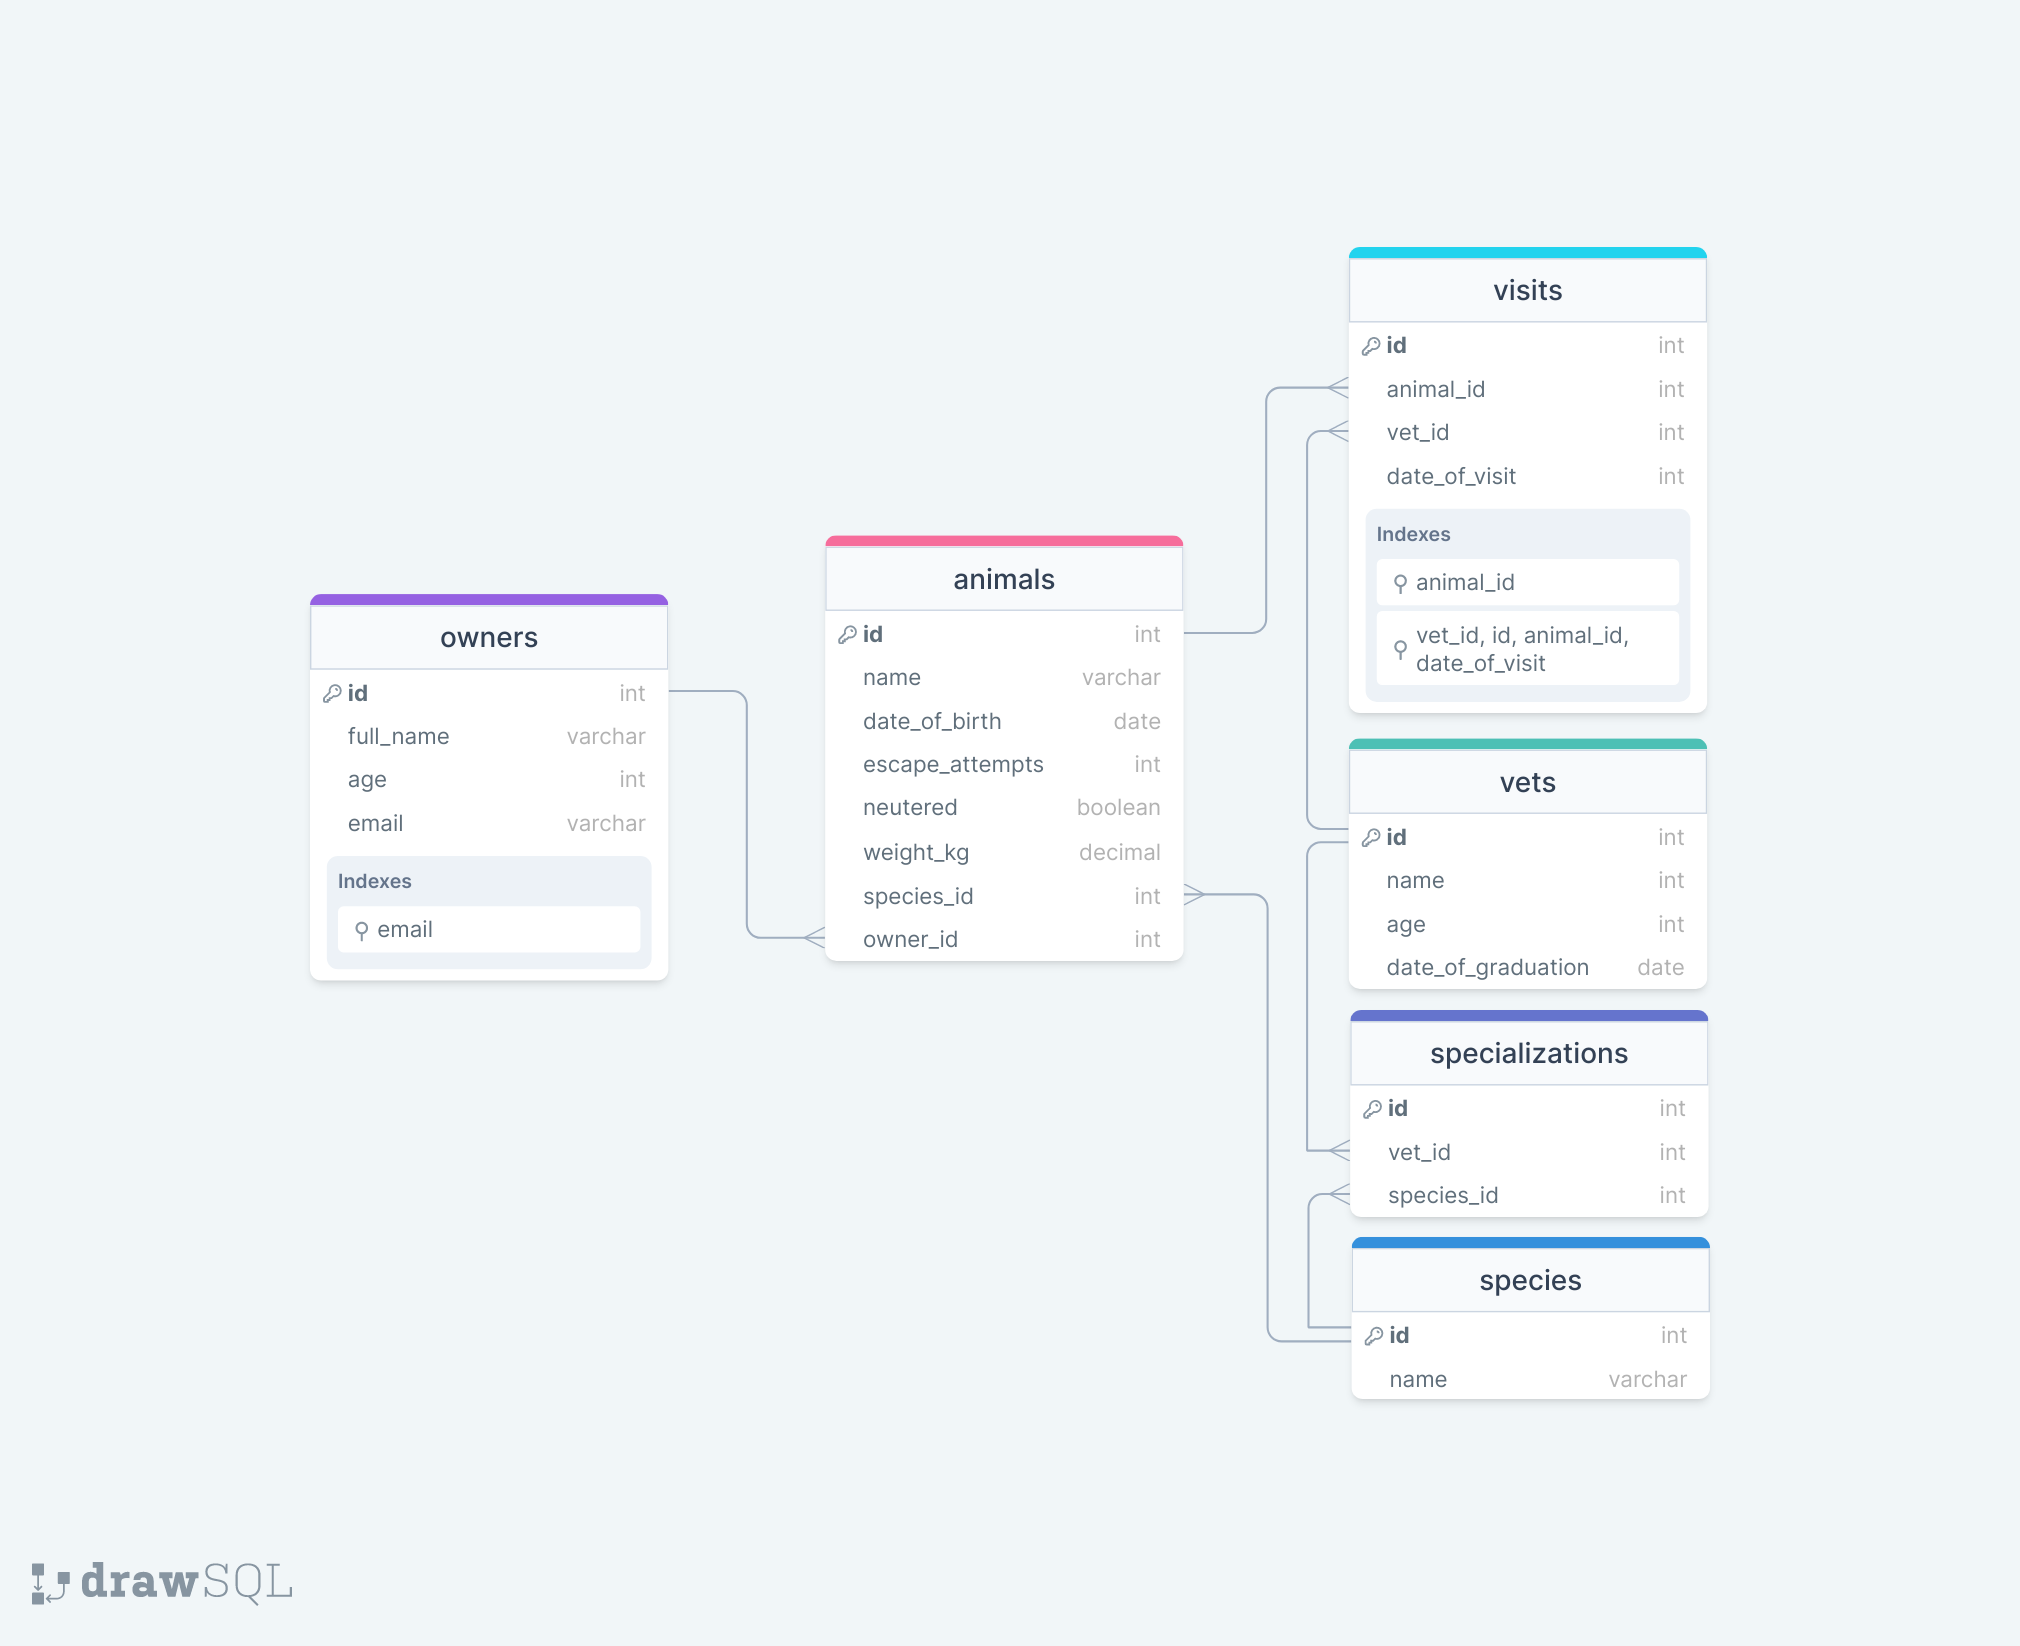 owners
id int
full_name varchar
age int
email varchar
Indexes
email
animals
id int
name varchar
date_of_birth date
escape_attempts int
neutered boolean
weight_kg decimal
species_id int
owner_id int
visits
id int
animal_id int
vet_id int
date_of_visit int
Indexes
animal_id
vet_id, id, animal_id,
date_of_visit
vets
id int
name int
age int
date_of_graduation date
specializations
id int
vet_id int
species_id int
species
id int
name varchar
drawSQL